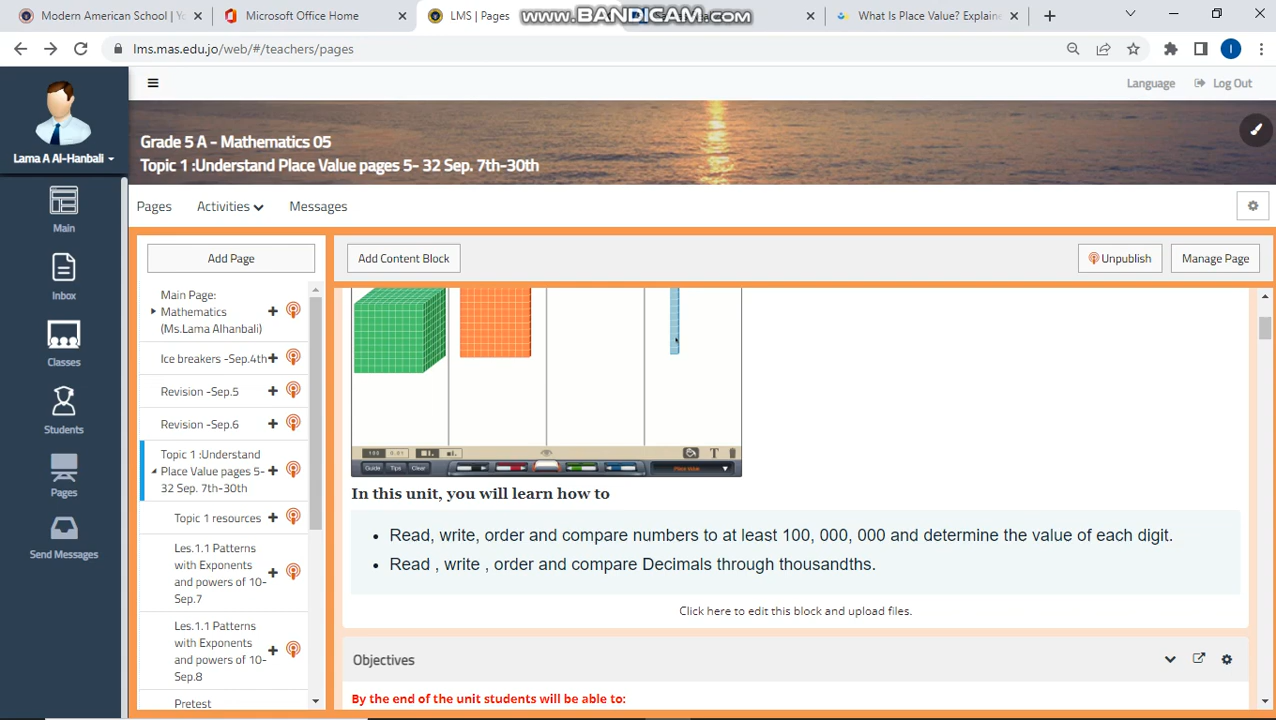 Modern American School | Yo
Microsoft Office Home
LMS | Pages
www.BANDICAM.com
What Is Place Value? Explaine
lms.mas.edu.jo/web/#/teachers/pages
I
Language
Log Out
Grade 5 A - Mathematics 05
Topic 1 :Understand Place Value pages 5- 32 Sep. 7th-30th
Lama A Al-Hanbali
Main
Inbox
Classes
Students
Pages
Send Messages
Pages
Activities
Messages
Add Page
Add Content Block
Unpublish
Manage Page
Main Page:
Mathematics
(Ms.Lama Alhanbali)
Ice breakers -Sep.4th
Revision -Sep.5
Revision -Sep.6
Topic 1 :Understand
Place Value pages 5-
32 Sep. 7th-30th
Topic 1 resources
Les.1.1 Patterns
with Exponents
and powers of 10-
Sep.7
Les.1.1 Patterns
with Exponents
and powers of 10-
Sep.8
Pretest
100 0.01
T
Guide Tips Clear
Place Value
In this unit, you will learn how to
• Read, write, order and compare numbers to at least 100, 000, 000 and determine the value of each digit.
• Read , write , order and compare Decimals through thousandths.
Click here to edit this block and upload files.
Objectives
By the end of the unit students will be able to: